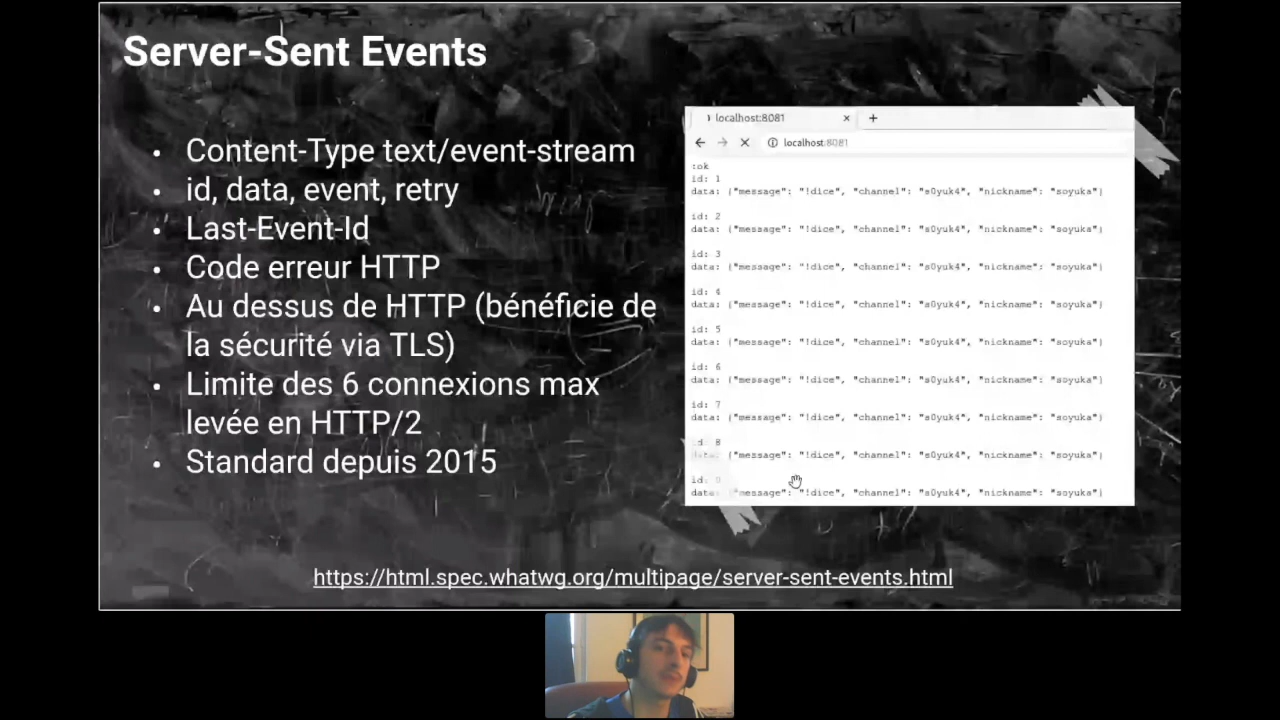 Server-Sent Events
Content-Type text/event-stream
id, data, event, retry
Last-Event-Id
Code erreur HTTP
Au dessus de HTTP (bénéficie de
la sécurité via TLS)
Limite des 6 connexions max
levée en HTTP/2
Standard depuis 2015
localhost:8081
localhost:8081
:ok
id: 1
data: {"message": "!dice", "channel": "s0yuk4", "nickname": "soyuka"}
id: 2
data: {"message": "!dice", "channel": "s0yuk4", "nickname": "soyuka"}
id: 3
data: {"message": "!dice", "channel": "s0yuk4", "nickname": "soyuka"}
id: 4
data: {"message": "!dice", "channel": "s0yuk4", "nickname": "soyuka"}
id: 5
data: {"message": "!dice", "channel": "s0yuk4", "nickname": "soyuka"}
id: 6
data: {"message": "!dice", "channel": "s0yuk4", "nickname": "soyuka"}
id: 7
data: {"message": "!dice", "channel": "s0yuk4", "nickname": "soyuka"}
id: 8
data: {"message": "!dice", "channel": "s0yuk4", "nickname": "soyuka"}
id: 9
data: {"message": "!dice", "channel": "s0yuk4", "nickname": "soyuka"}
https://html.spec.whatwg.org/multipage/server-sent-events.html